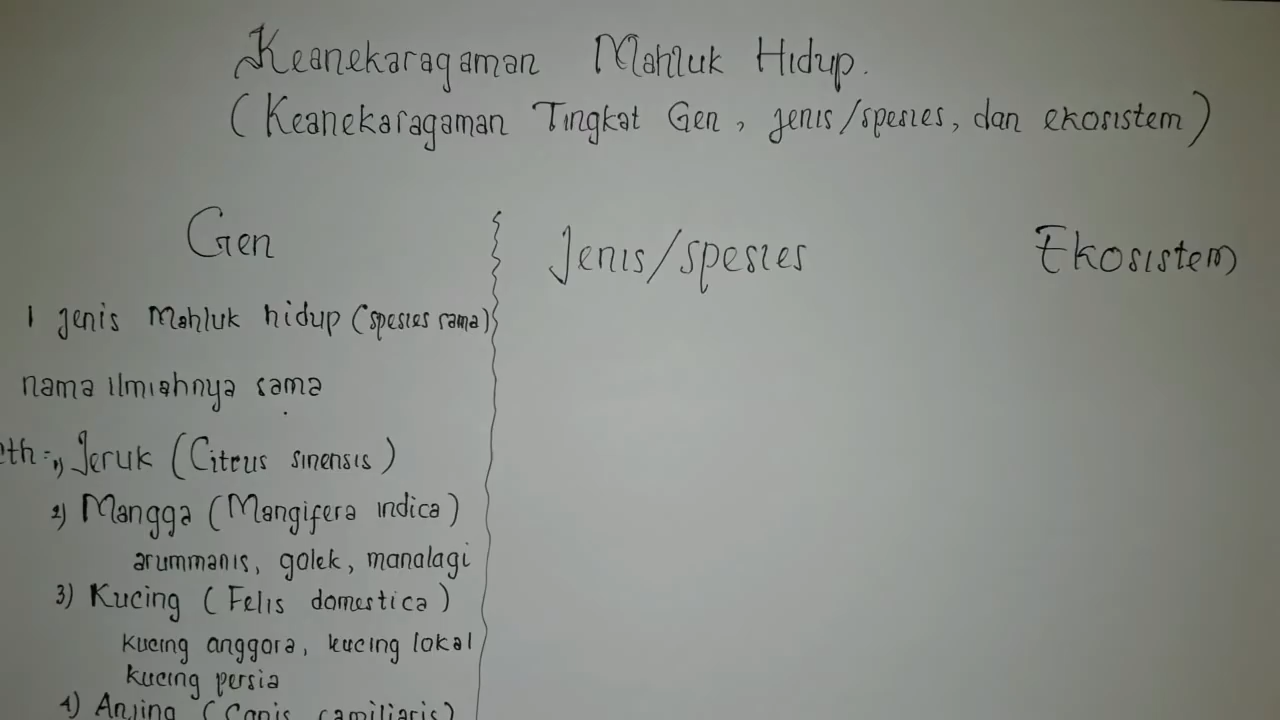 Keanekaragaman Mahluk Hidup.
(Keanekaragaman Tingkat Gen, jenis/spesies, dan ekosistem)
Gen
1 jenis Mahluk hidup (spesies sama)
nama ilmiahnya sama
cth = 1) Jeruk (Citrus sinensis)
2) Mangga (Mangifera indica)
arummanis, golek, manalagi
3) Kucing (Felis domestica)
kucing anggora, kucing lokal
kucing persia
4) Anjing (Canis familiaris)
Jenis/spesies
Ekosistem